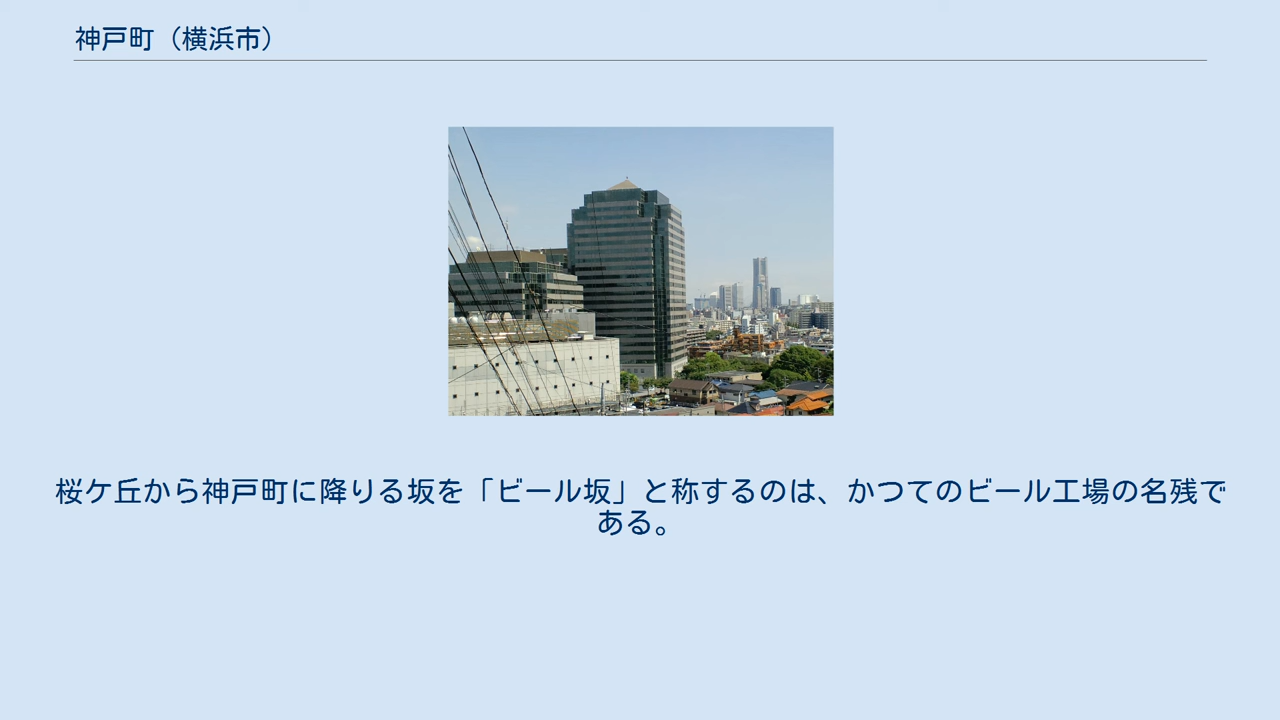 神戸町（横浜市）
桜ケ丘から神戸町に降りる坂を「ビール坂」と称するのは、かつてのビール工場の名残で
ある。